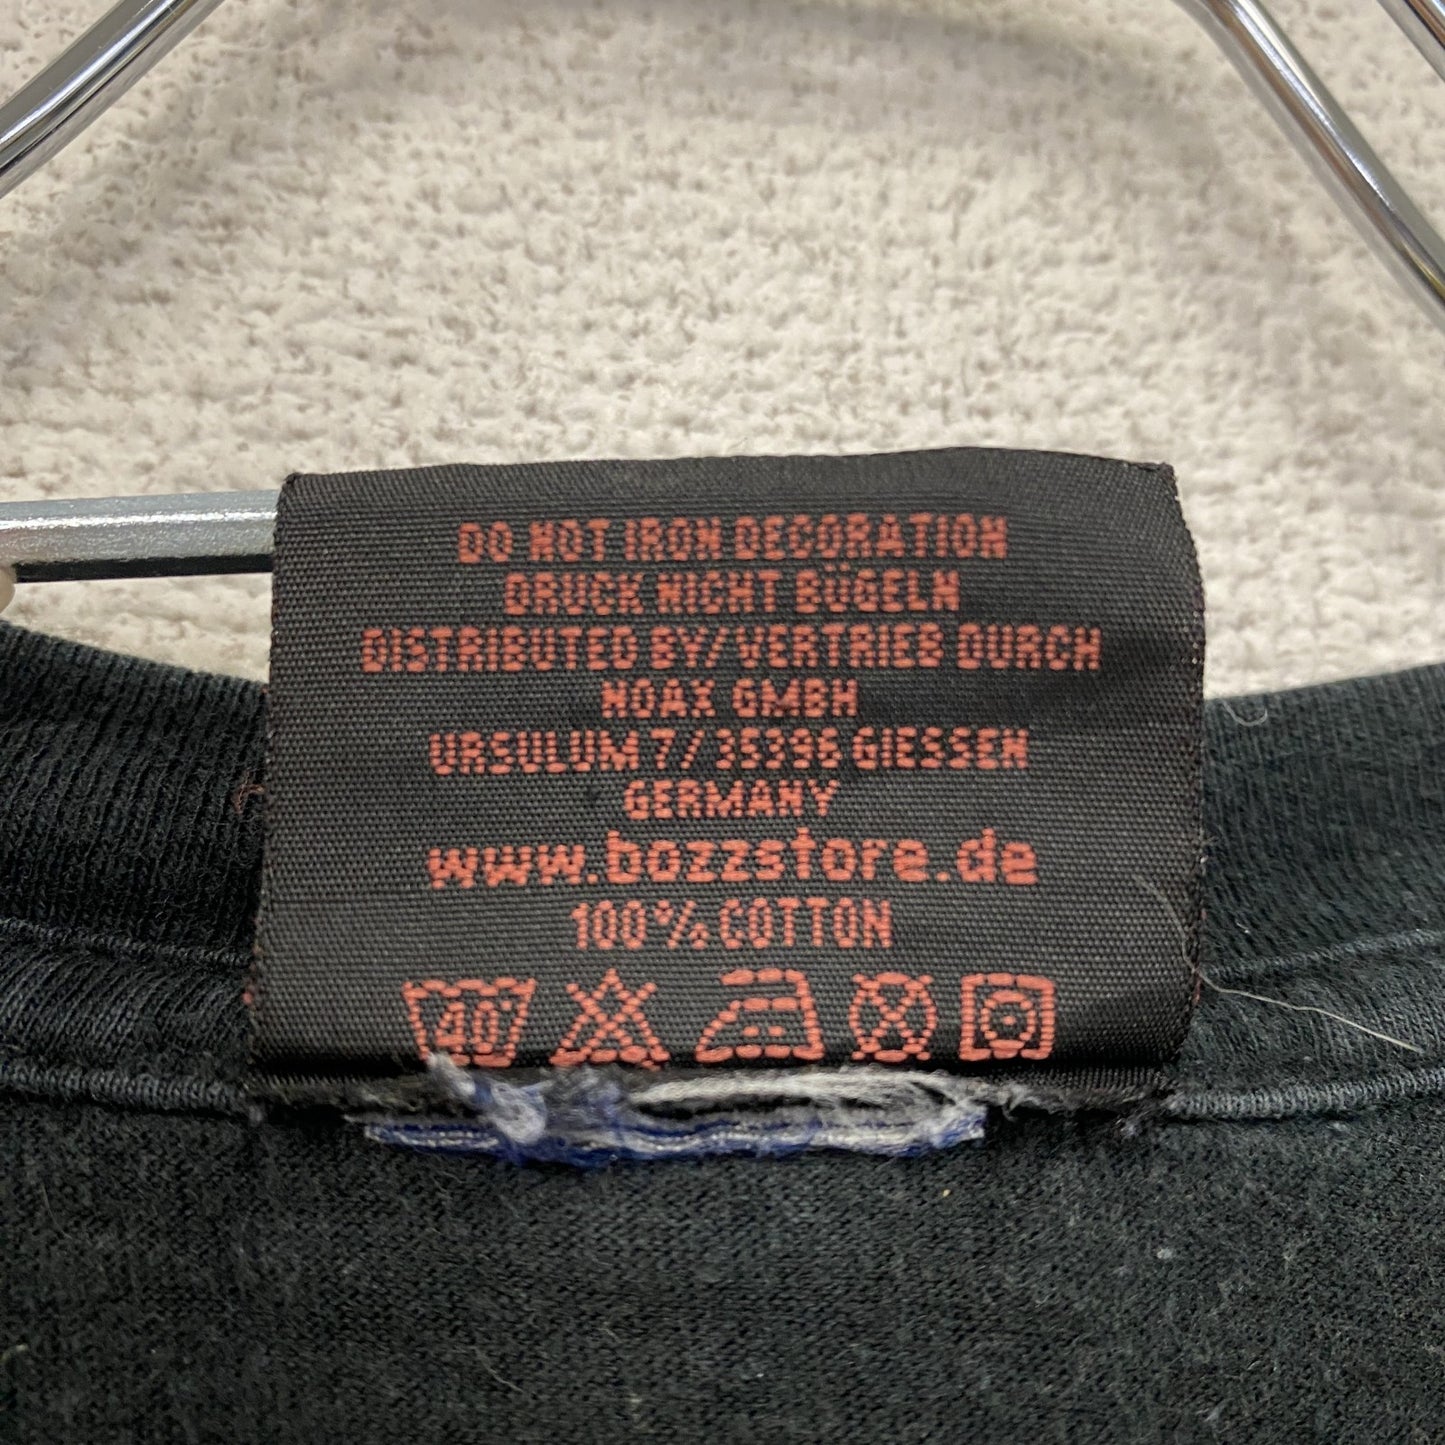 DO NOT IRON DECORATION
DRUCK NICHT BÜGELN
DISTRIBUTED BY/VERTRIEB DURCH
NOAX GMBH
URSULUM 7/35396 GIESSEN
GERMANY
www.bozzstore.de
100% COTTON
40°